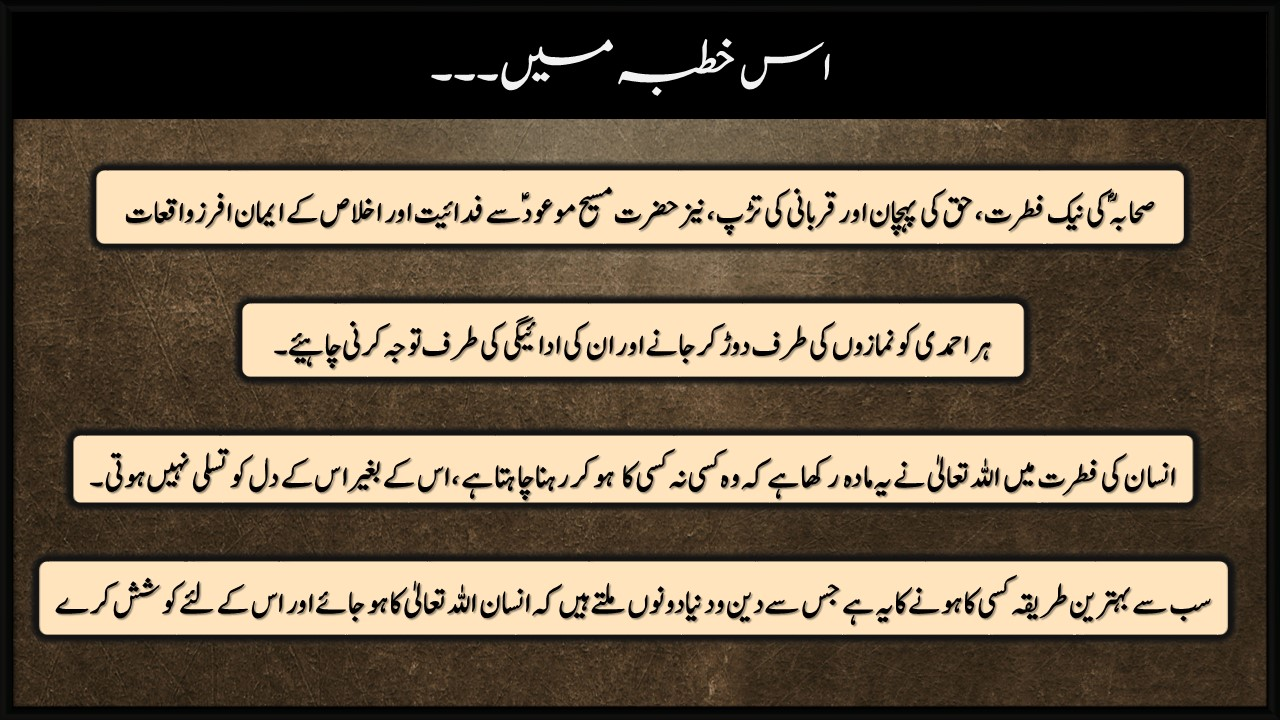 اس خطبہ میں۔۔۔
صحابہؓ کی نیک فطرت، حق کی پہچان اور قربانی کی تڑپ، نیز حضرت مسیح موعودؑ سے فدائیت اور اخلاص کے ایمان افرز واقعات
ہر احمدی کو نمازوں کی طرف دوڑ کر جانے اور ان کی ادائیگی کی طرف توجہ کرنی چاہیئے۔
انسان کی فطرت میں اللہ تعالیٰ نے یہ مادہ رکھا ہے کہ وہ کسی نہ کسی کا ہو کر رہنا چاہتا ہے، اس کے بغیر اس کے دل کو تسلی نہیں ہوتی۔
سب سے بہترین طریقہ کسی کا ہونے کا یہ ہے جس سے دین و دنیا دونوں ملتے ہیں کہ انسان اللہ تعالیٰ کا ہو جائے اور اس کے لئے کوشش کرے